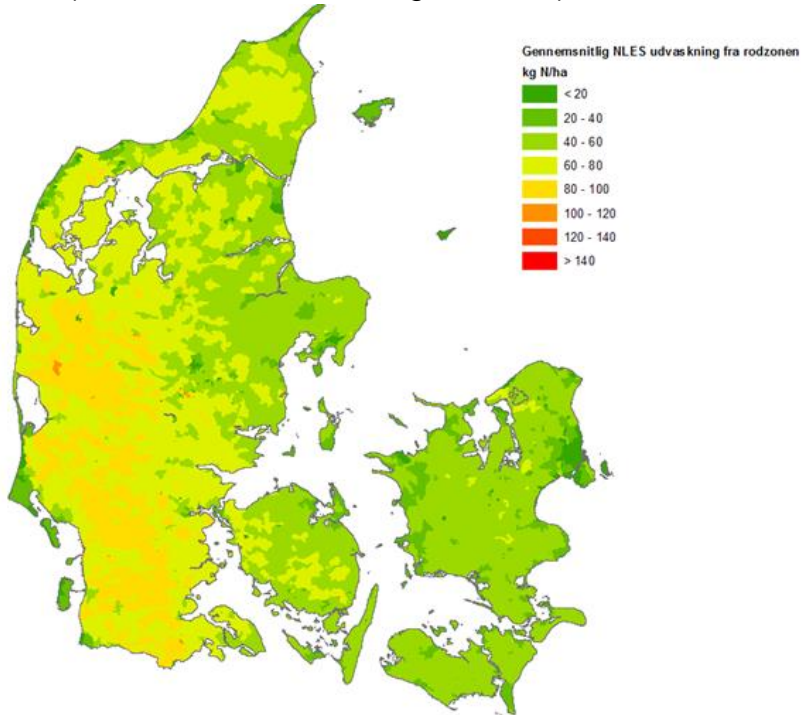 Gennemsnitlig NLES udvaskning fra rodzonen
kg N/ha
< 20
20 - 40
40 - 60
60 - 80
80 - 100
100 - 120
120 - 140
> 140